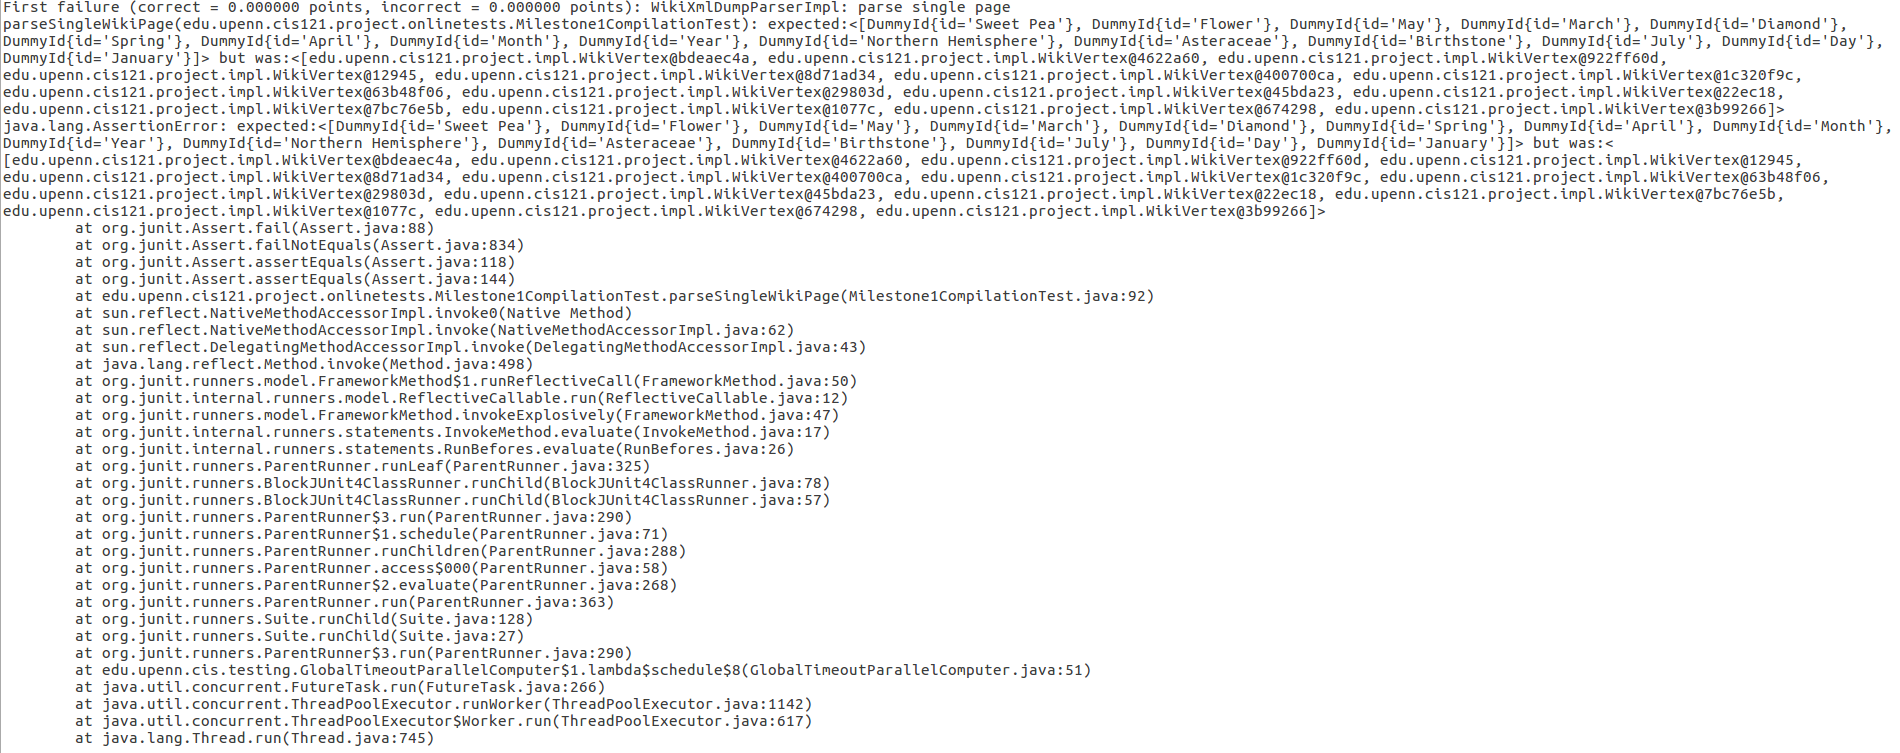 First failure (correct = 0.000000 points, incorrect = 0.000000 points): WikiXmlDumpParserImpl: parse single page
parseSingleWikiPage(edu.upenn.cis121.project.onlinetests.Milestone1CompilationTest): expected:<[DummyId{id='Sweet Pea'}, DummyId{id='Flower'}, DummyId{id='May'}, DummyId{id='March'}, DummyId{id='Diamond'},
DummyId{id='Spring'}, DummyId{id='April'}, DummyId{id='Month'}, DummyId{id='Year'}, DummyId{id='Northern Hemisphere'}, DummyId{id='Asteraceae'}, DummyId{id='Birthstone'}, DummyId{id='July'}, DummyId{id='Day'},
DummyId{id='January'}]> but was:<[edu.upenn.cis121.project.impl.WikiVertex@bdeaec4a, edu.upenn.cis121.project.impl.WikiVertex@4622a60, edu.upenn.cis121.project.impl.WikiVertex@922ff60d,
edu.upenn.cis121.project.impl.WikiVertex@12945, edu.upenn.cis121.project.impl.WikiVertex@8d71ad34, edu.upenn.cis121.project.impl.WikiVertex@400700ca, edu.upenn.cis121.project.impl.WikiVertex@1c320f9c,
edu.upenn.cis121.project.impl.WikiVertex@63b48f06, edu.upenn.cis121.project.impl.WikiVertex@29803d, edu.upenn.cis121.project.impl.WikiVertex@45bda23, edu.upenn.cis121.project.impl.WikiVertex@22ec18,
edu.upenn.cis121.project.impl.WikiVertex@7bc76e5b, edu.upenn.cis121.project.impl.WikiVertex@1077c, edu.upenn.cis121.project.impl.WikiVertex@674298, edu.upenn.cis121.project.impl.WikiVertex@3b99266]>
java.lang.AssertionError: expected:<[DummyId{id='Sweet Pea'}, DummyId{id='Flower'}, DummyId{id='May'}, DummyId{id='March'}, DummyId{id='Diamond'}, DummyId{id='Spring'}, DummyId{id='April'}, DummyId{id='Month'},
DummyId{id='Year'}, DummyId{id='Northern Hemisphere'}, DummyId{id='Asteraceae'}, DummyId{id='Birthstone'}, DummyId{id='July'}, DummyId{id='Day'}, DummyId{id='January'}]> but was:<
[edu.upenn.cis121.project.impl.WikiVertex@bdeaec4a, edu.upenn.cis121.project.impl.WikiVertex@4622a60, edu.upenn.cis121.project.impl.WikiVertex@922ff60d, edu.upenn.cis121.project.impl.WikiVertex@12945,
edu.upenn.cis121.project.impl.WikiVertex@8d71ad34, edu.upenn.cis121.project.impl.WikiVertex@400700ca, edu.upenn.cis121.project.impl.WikiVertex@1c320f9c, edu.upenn.cis121.project.impl.WikiVertex@63b48f06,
edu.upenn.cis121.project.impl.WikiVertex@29803d, edu.upenn.cis121.project.impl.WikiVertex@45bda23, edu.upenn.cis121.project.impl.WikiVertex@22ec18, edu.upenn.cis121.project.impl.WikiVertex@7bc76e5b,
edu.upenn.cis121.project.impl.WikiVertex@1077c, edu.upenn.cis121.project.impl.WikiVertex@674298, edu.upenn.cis121.project.impl.WikiVertex@3b99266]>
at org.junit.Assert.fail(Assert.java:88)
at org.junit.Assert.failNotEquals(Assert.java:834)
at org.junit.Assert.assertEquals(Assert.java:118)
at org.junit.Assert.assertEquals(Assert.java:144)
at edu.upenn.cis121.project.onlinetests.Milestone1CompilationTest.parseSingleWikiPage(Milestone1CompilationTest.java:92)
at sun.reflect.NativeMethodAccessorImpl.invoke0(Native Method)
at sun.reflect.NativeMethodAccessorImpl.invoke(NativeMethodAccessorImpl.java:62)
at sun.reflect.DelegatingMethodAccessorImpl.invoke(DelegatingMethodAccessorImpl.java:43)
at java.lang.reflect.Method.invoke(Method.java:498)
at org.junit.runners.model.FrameworkMethod$1.runReflectiveCall(FrameworkMethod.java:50)
at org.junit.internal.runners.model.ReflectiveCallable.run(ReflectiveCallable.java:12)
at org.junit.runners.model.FrameworkMethod.invokeExplosively(FrameworkMethod.java:47)
at org.junit.internal.runners.statements.InvokeMethod.evaluate(InvokeMethod.java:17)
at org.junit.internal.runners.statements.RunBefores.evaluate(RunBefores.java:26)
at org.junit.runners.ParentRunner.runLeaf(ParentRunner.java:325)
at org.junit.runners.BlockJUnit4ClassRunner.runChild(BlockJUnit4ClassRunner.java:78)
at org.junit.runners.BlockJUnit4ClassRunner.runChild(BlockJUnit4ClassRunner.java:57)
at org.junit.runners.ParentRunner$3.run(ParentRunner.java:290)
at org.junit.runners.ParentRunner$1.schedule(ParentRunner.java:71)
at org.junit.runners.ParentRunner.runChildren(ParentRunner.java:288)
at org.junit.runners.ParentRunner.access$000(ParentRunner.java:58)
at org.junit.runners.ParentRunner$2.evaluate(ParentRunner.java:268)
at org.junit.runners.ParentRunner.run(ParentRunner.java:363)
at org.junit.runners.Suite.runChild(Suite.java:128)
at org.junit.runners.Suite.runChild(Suite.java:27)
at org.junit.runners.ParentRunner$3.run(ParentRunner.java:290)
at edu.upenn.cis.testing.GlobalTimeoutParallelComputer$1.lambda$schedule$8(GlobalTimeoutParallelComputer.java:51)
at java.util.concurrent.FutureTask.run(FutureTask.java:266)
at java.util.concurrent.ThreadPoolExecutor.runWorker(ThreadPoolExecutor.java:1142)
at java.util.concurrent.ThreadPoolExecutor$Worker.run(ThreadPoolExecutor.java:617)
at java.lang.Thread.run(Thread.java:745)